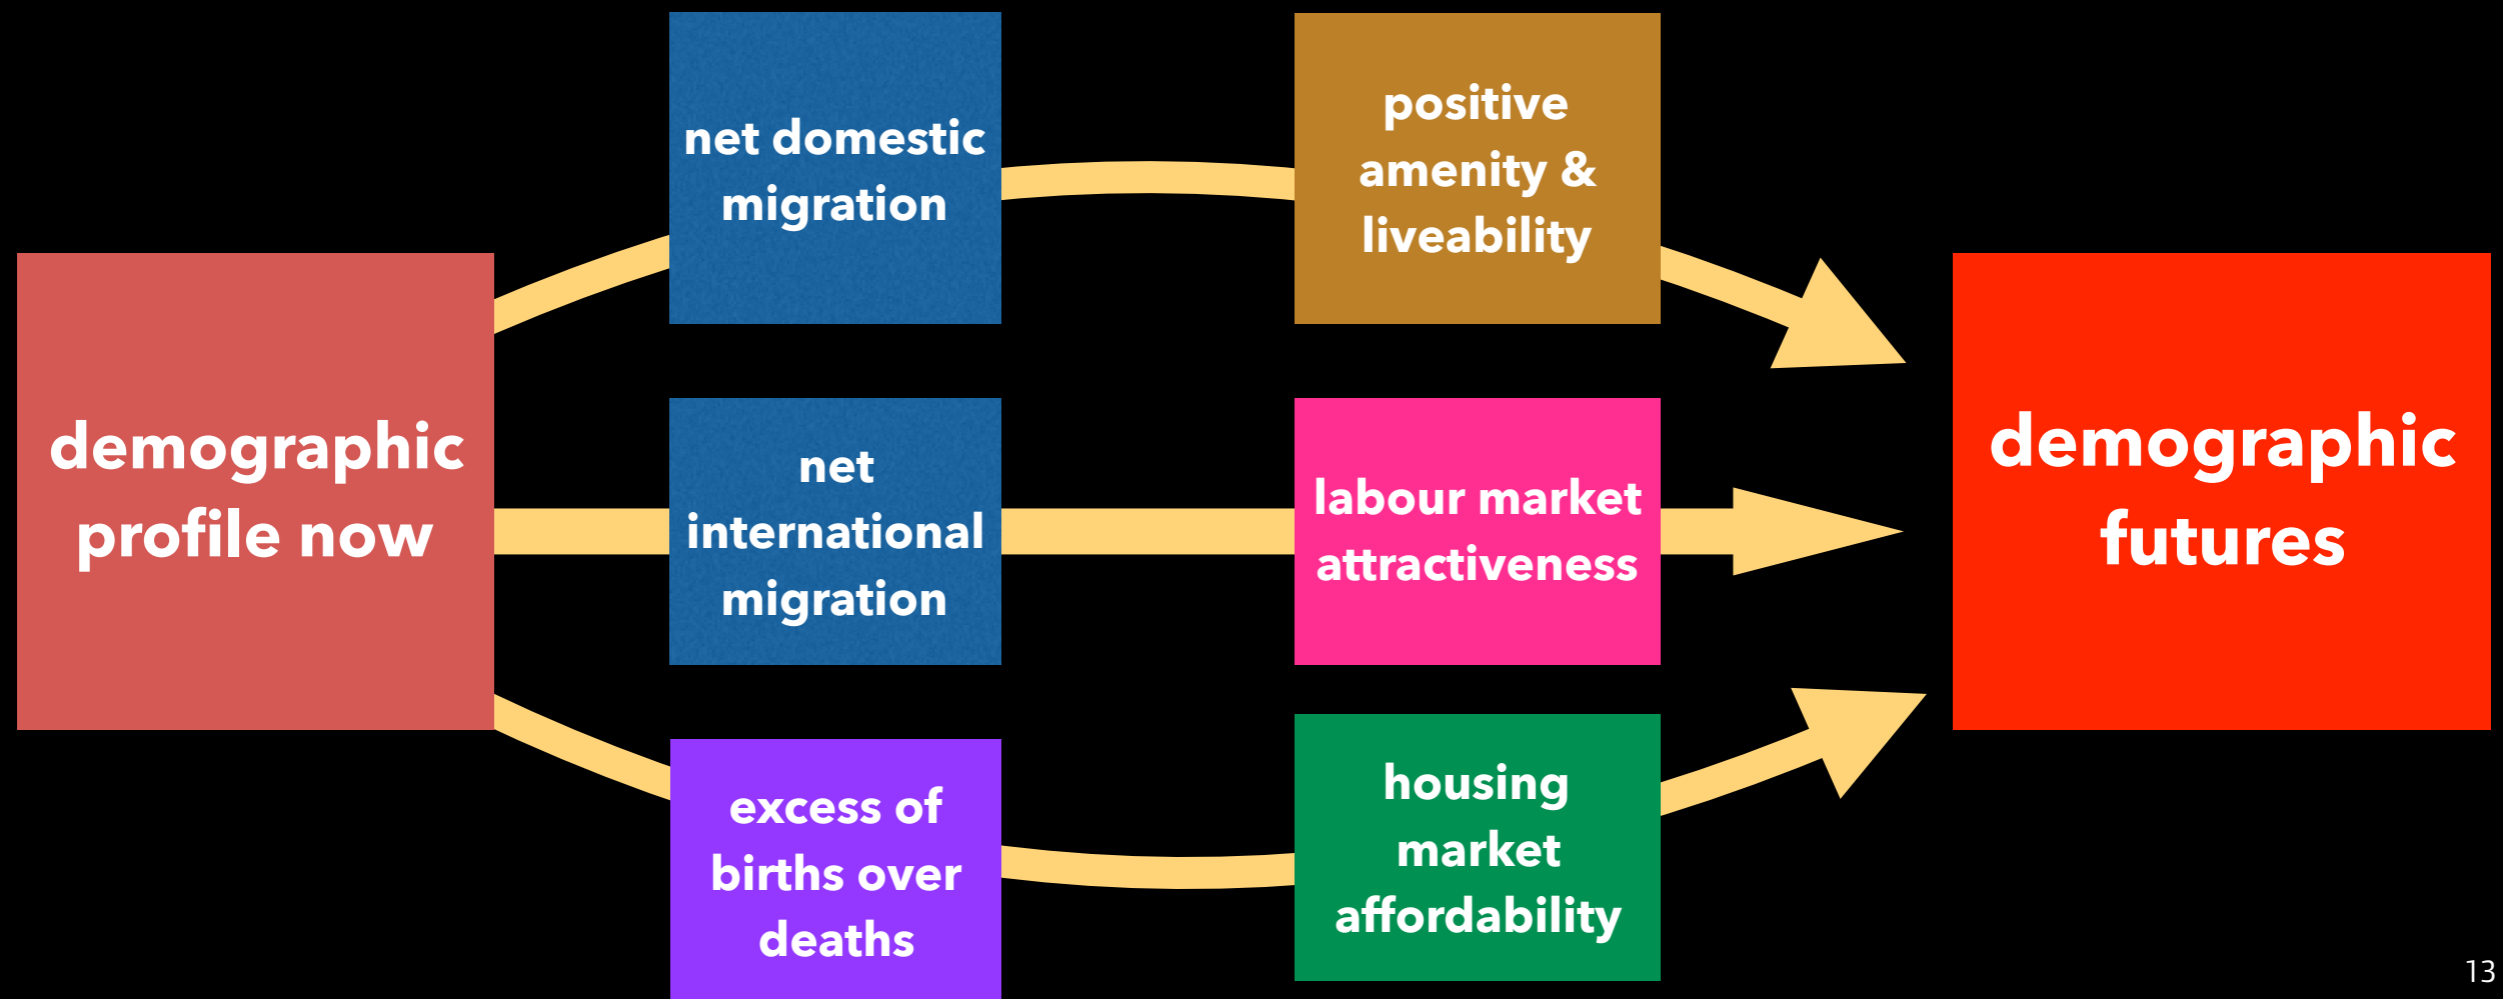 demographic
profile now
net domestic
migration
net
international
migration
excess of
births over
deaths
positive
amenity &
liveability
labour market
attractiveness
housing
market
affordability
demographic
futures
13